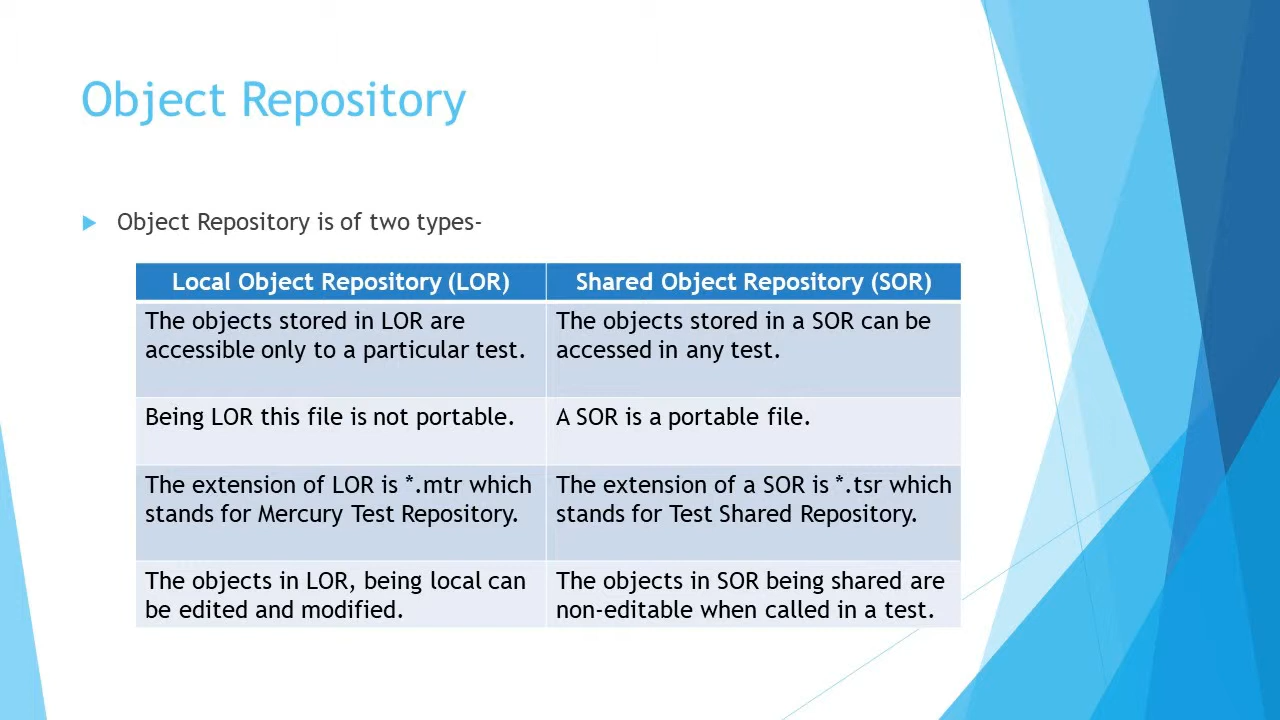 Object Repository
Object Repository is of two types-
Local Object Repository (LOR)
Shared Object Repository (SOR)
The objects stored in LOR are
accessible only to a particular test.
The objects stored in a SOR can be
accessed in any test.
Being LOR this file is not portable.
A SOR is a portable file.
The extension of LOR is *.mtr which
stands for Mercury Test Repository.
The extension of a SOR is *.tsr which
stands for Test Shared Repository.
The objects in LOR, being local can
be edited and modified.
The objects in SOR being shared are
non-editable when called in a test.